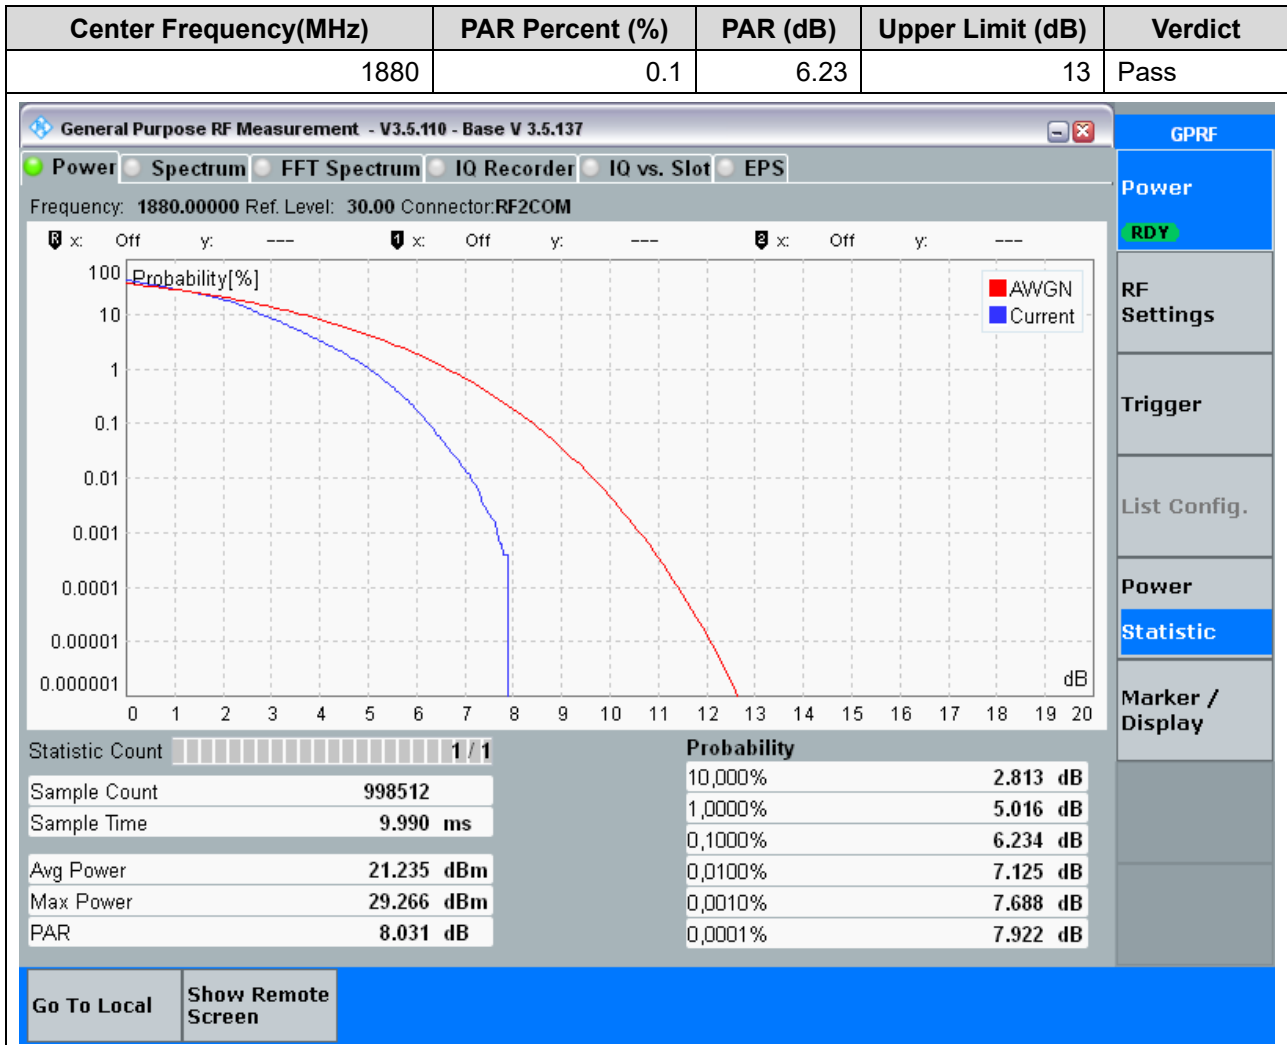 Center Frequency(MHz) PAR Percent (%) PAR (dB) Upper Limit (dB) Verdict
1880 0.1 6.23 13 Pass
General Purpose RF Measurement - V3.5.110 - Base V 3.5.137
GPRF
Power Spectrum FFT Spectrum IQ Recorder IQ vs. Slot EPS
Power
RDY
Frequency: 1880.00000 Ref. Level: 30.00 Connector:RF2COM
R x: Off y: --- 1 x: Off y: --- 2 x: Off y: ---
Probability[%]
AWGN
Current
100
10
1
0.1
0.01
0.001
0.0001
0.00001
0.000001
dB
0 1 2 3 4 5 6 7 8 9 10 11 12 13 14 15 16 17 18 19 20
RF
Settings
Trigger
List Config.
Power
Statistic
Marker /
Display
Statistic Count 1 / 1
Sample Count 998512
Sample Time 9.990 ms
Avg Power 21.235 dBm
Max Power 29.266 dBm
PAR 8.031 dB
Probability
10,000% 2.813 dB
1,0000% 5.016 dB
0,1000% 6.234 dB
0,0100% 7.125 dB
0,0010% 7.688 dB
0,0001% 7.922 dB
Go To Local
Show Remote
Screen